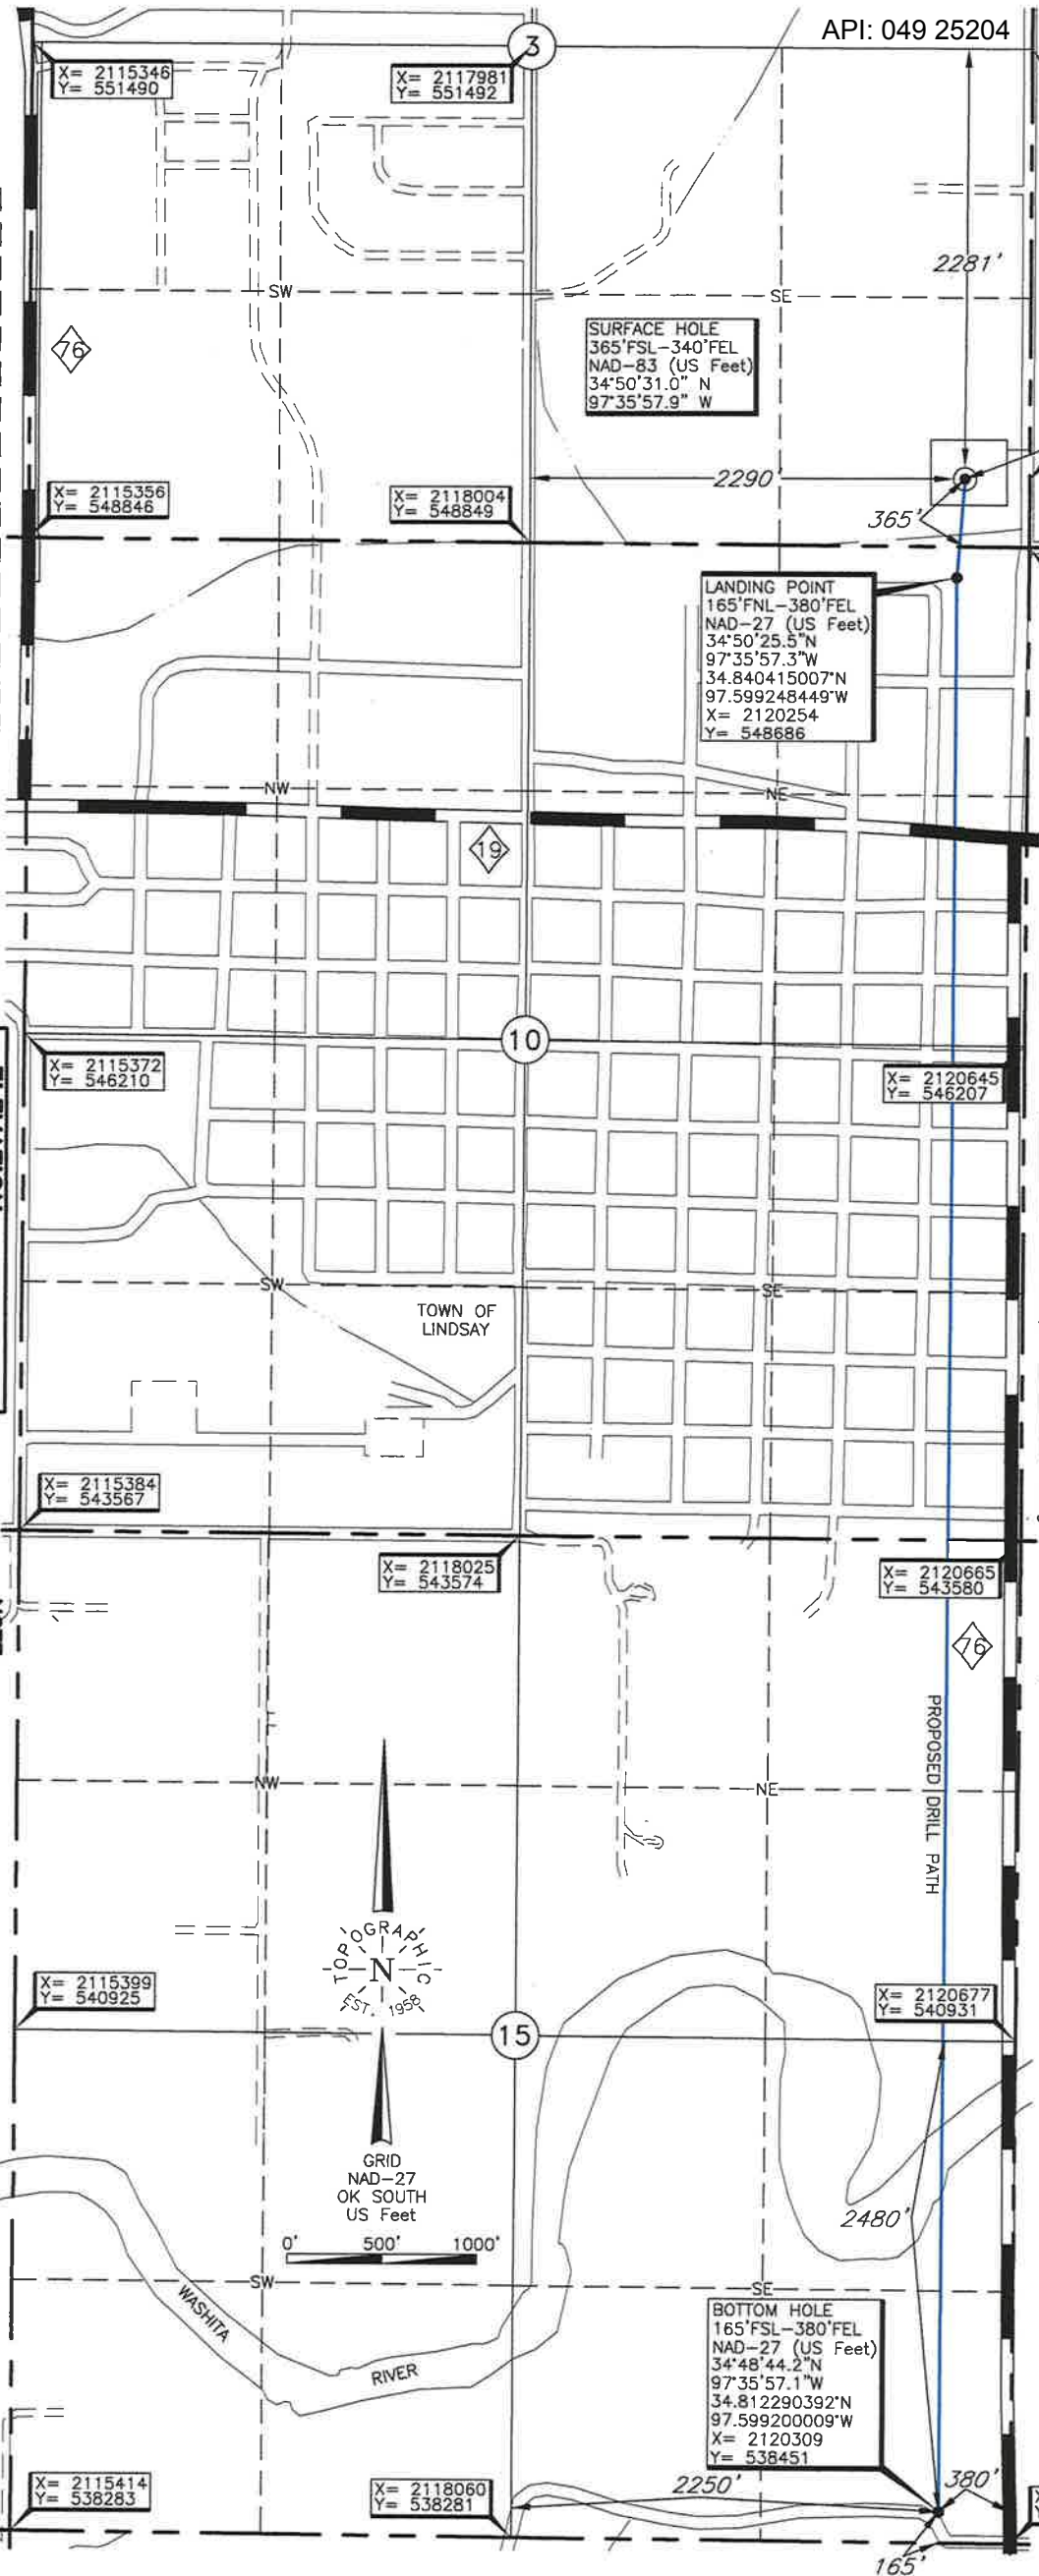 API: 049 25204
3
X= 2115346
Y= 551490
X= 2117981
Y= 551492
2281'
SW
SE
76
SURFACE HOLE
365'FSL-340'FEL
NAD-83 (US Feet)
34°50'31.0" N
97°35'57.9" W
2290'
X= 2115356
Y= 548846
X= 2118004
Y= 548849
365'
LANDING POINT
165'FNL-380'FEL
NAD-27 (US Feet)
34°50'25.5"N
97°35'57.3"W
34.840415007°N
97.599248449°W
X= 2120254
Y= 548686
NW
NE
19
10
X= 2115372
Y= 546210
X= 2120645
Y= 546207
SW
SE
TOWN OF
LINDSAY
X= 2115384
Y= 543567
X= 2118025
Y= 543574
X= 2120665
Y= 543580
76
PROPOSED DRILL PATH
NW
NE
TOPOGRAPHIC
N
EST. 1958
X= 2115399
Y= 540925
X= 2120677
Y= 540931
15
GRID
NAD-27
OK SOUTH
US Feet
0' 500' 1000'
2480'
SW
SE
WASHITA
RIVER
BOTTOM HOLE
165'FSL-380'FEL
NAD-27 (US Feet)
34°48'44.2"N
97°35'57.1"W
34.812290392°N
97.599200009°W
X= 2120309
Y= 538451
X= 2115414
Y= 538283
X= 2118060
Y= 538281
2250'
380'
165'